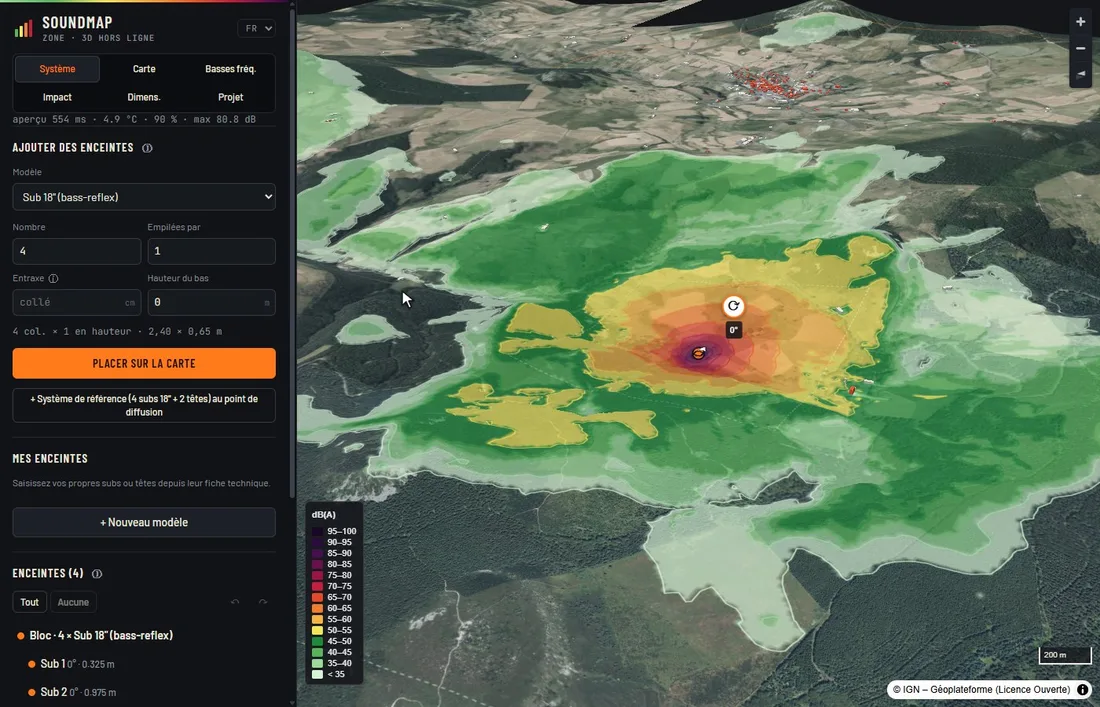 SOUNDMAP
ZONE · 3D HORS LIGNE
FR
Système
Carte
Basses fréq.
Impact
Dimens.
Projet
aperçu 554 ms · 4.9 °C · 90 % · max 80.8 dB
AJOUTER DES ENCEINTES
Modèle
Sub 18" (bass-reflex)
Nombre
Empilées par
4
1
Entraxe
Hauteur du bas
collé cm
0 m
4 col. × 1 en hauteur · 2,40 × 0,65 m
PLACER SUR LA CARTE
+ Système de référence (4 subs 18" + 2 têtes) au point de
diffusion
MES ENCEINTES
Saisissez vos propres subs ou têtes depuis leur fiche technique.
+ Nouveau modèle
ENCEINTES (4)
Tout
Aucune
Bloc · 4 × Sub 18" (bass-reflex)
Sub 1 0° · 0.325 m
Sub 2 0° · 0.975 m
0°
dB(A)
95–100
90–95
85–90
80–85
75–80
70–75
65–70
60–65
55–60
50–55
45–50
40–45
35–40
< 35
200 m
© IGN – Géoplateforme (Licence Ouverte)